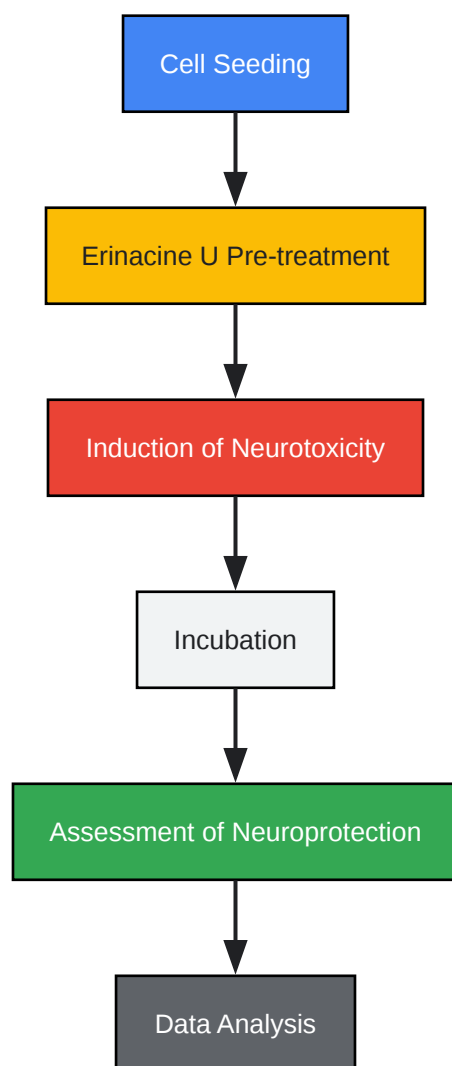 Cell Seeding
Erinacine U Pre-treatment
Induction of Neurotoxicity
Incubation
Assessment of Neuroprotection
Data Analysis